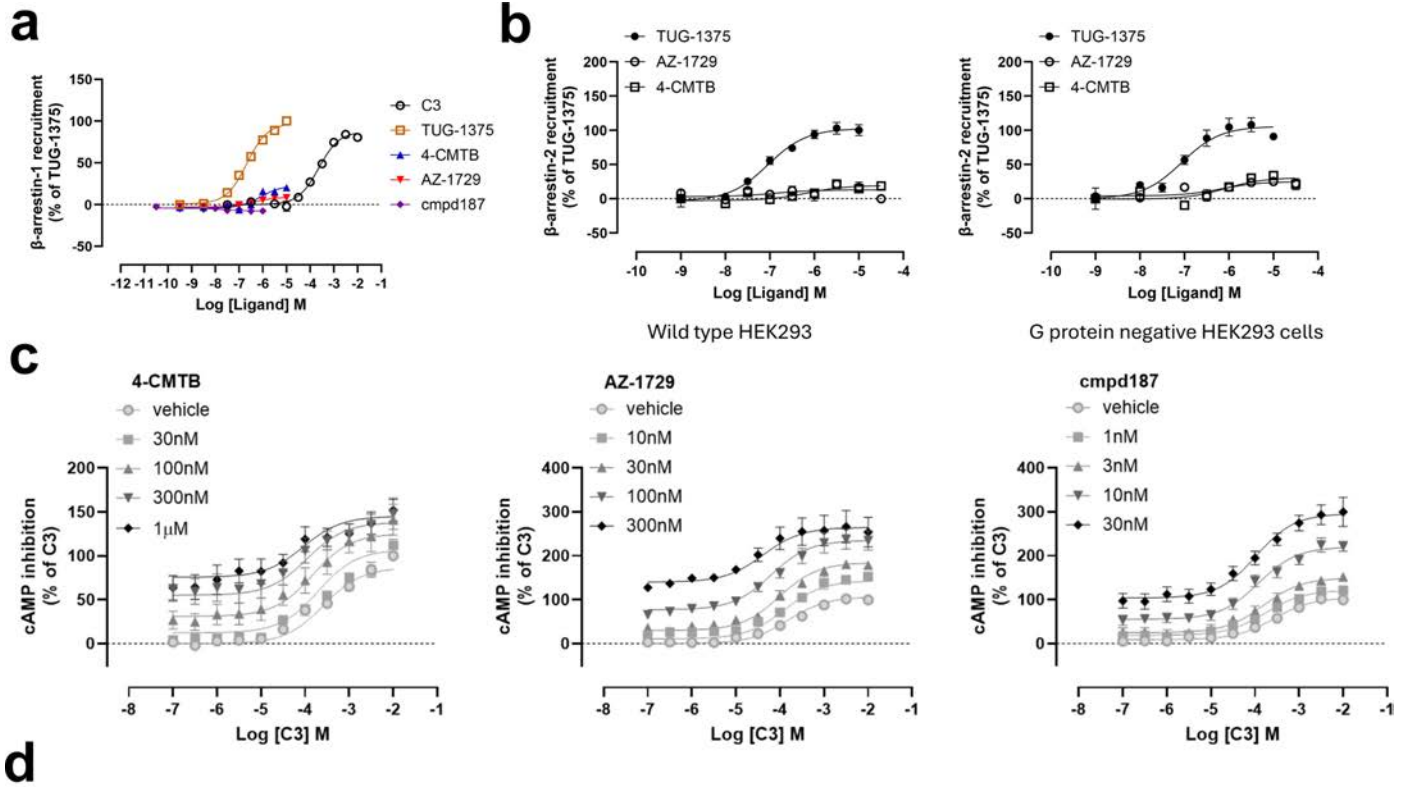 a
β-arrestin-1 recruitment
(% of TUG-1375)
150
100
50
0
-50
-12 -11 -10 -9 -8 -7 -6 -5 -4 -3 -2 -1
Log [Ligand] M
C3
TUG-1375
4-CMTB
AZ-1729
cmpd187
b
TUG-1375
AZ-1729
4-CMTB
β-arrestin-2 recruitment
(% of TUG-1375)
200
150
100
50
0
-50
-10 -9 -8 -7 -6 -5 -4
Log [Ligand] M
Wild type HEK293
TUG-1375
AZ-1729
4-CMTB
β-arrestin-2 recruitment
(% of TUG-1375)
200
150
100
50
0
-50
-10 -9 -8 -7 -6 -5 -4
Log [Ligand] M
G protein negative HEK293 cells
c
4-CMTB
vehicle
30nM
100nM
300nM
1μM
cAMP inhibition
(% of C3)
200
150
100
50
0
-8 -7 -6 -5 -4 -3 -2 -1
Log [C3] M
AZ-1729
vehicle
10nM
30nM
100nM
300nM
cAMP inhibition
(% of C3)
400
300
200
100
0
-8 -7 -6 -5 -4 -3 -2 -1
Log [C3] M
cmpd187
vehicle
1nM
3nM
10nM
30nM
cAMP inhibition
(% of C3)
400
300
200
100
0
-8 -7 -6 -5 -4 -3 -2 -1
Log [C3] M
d